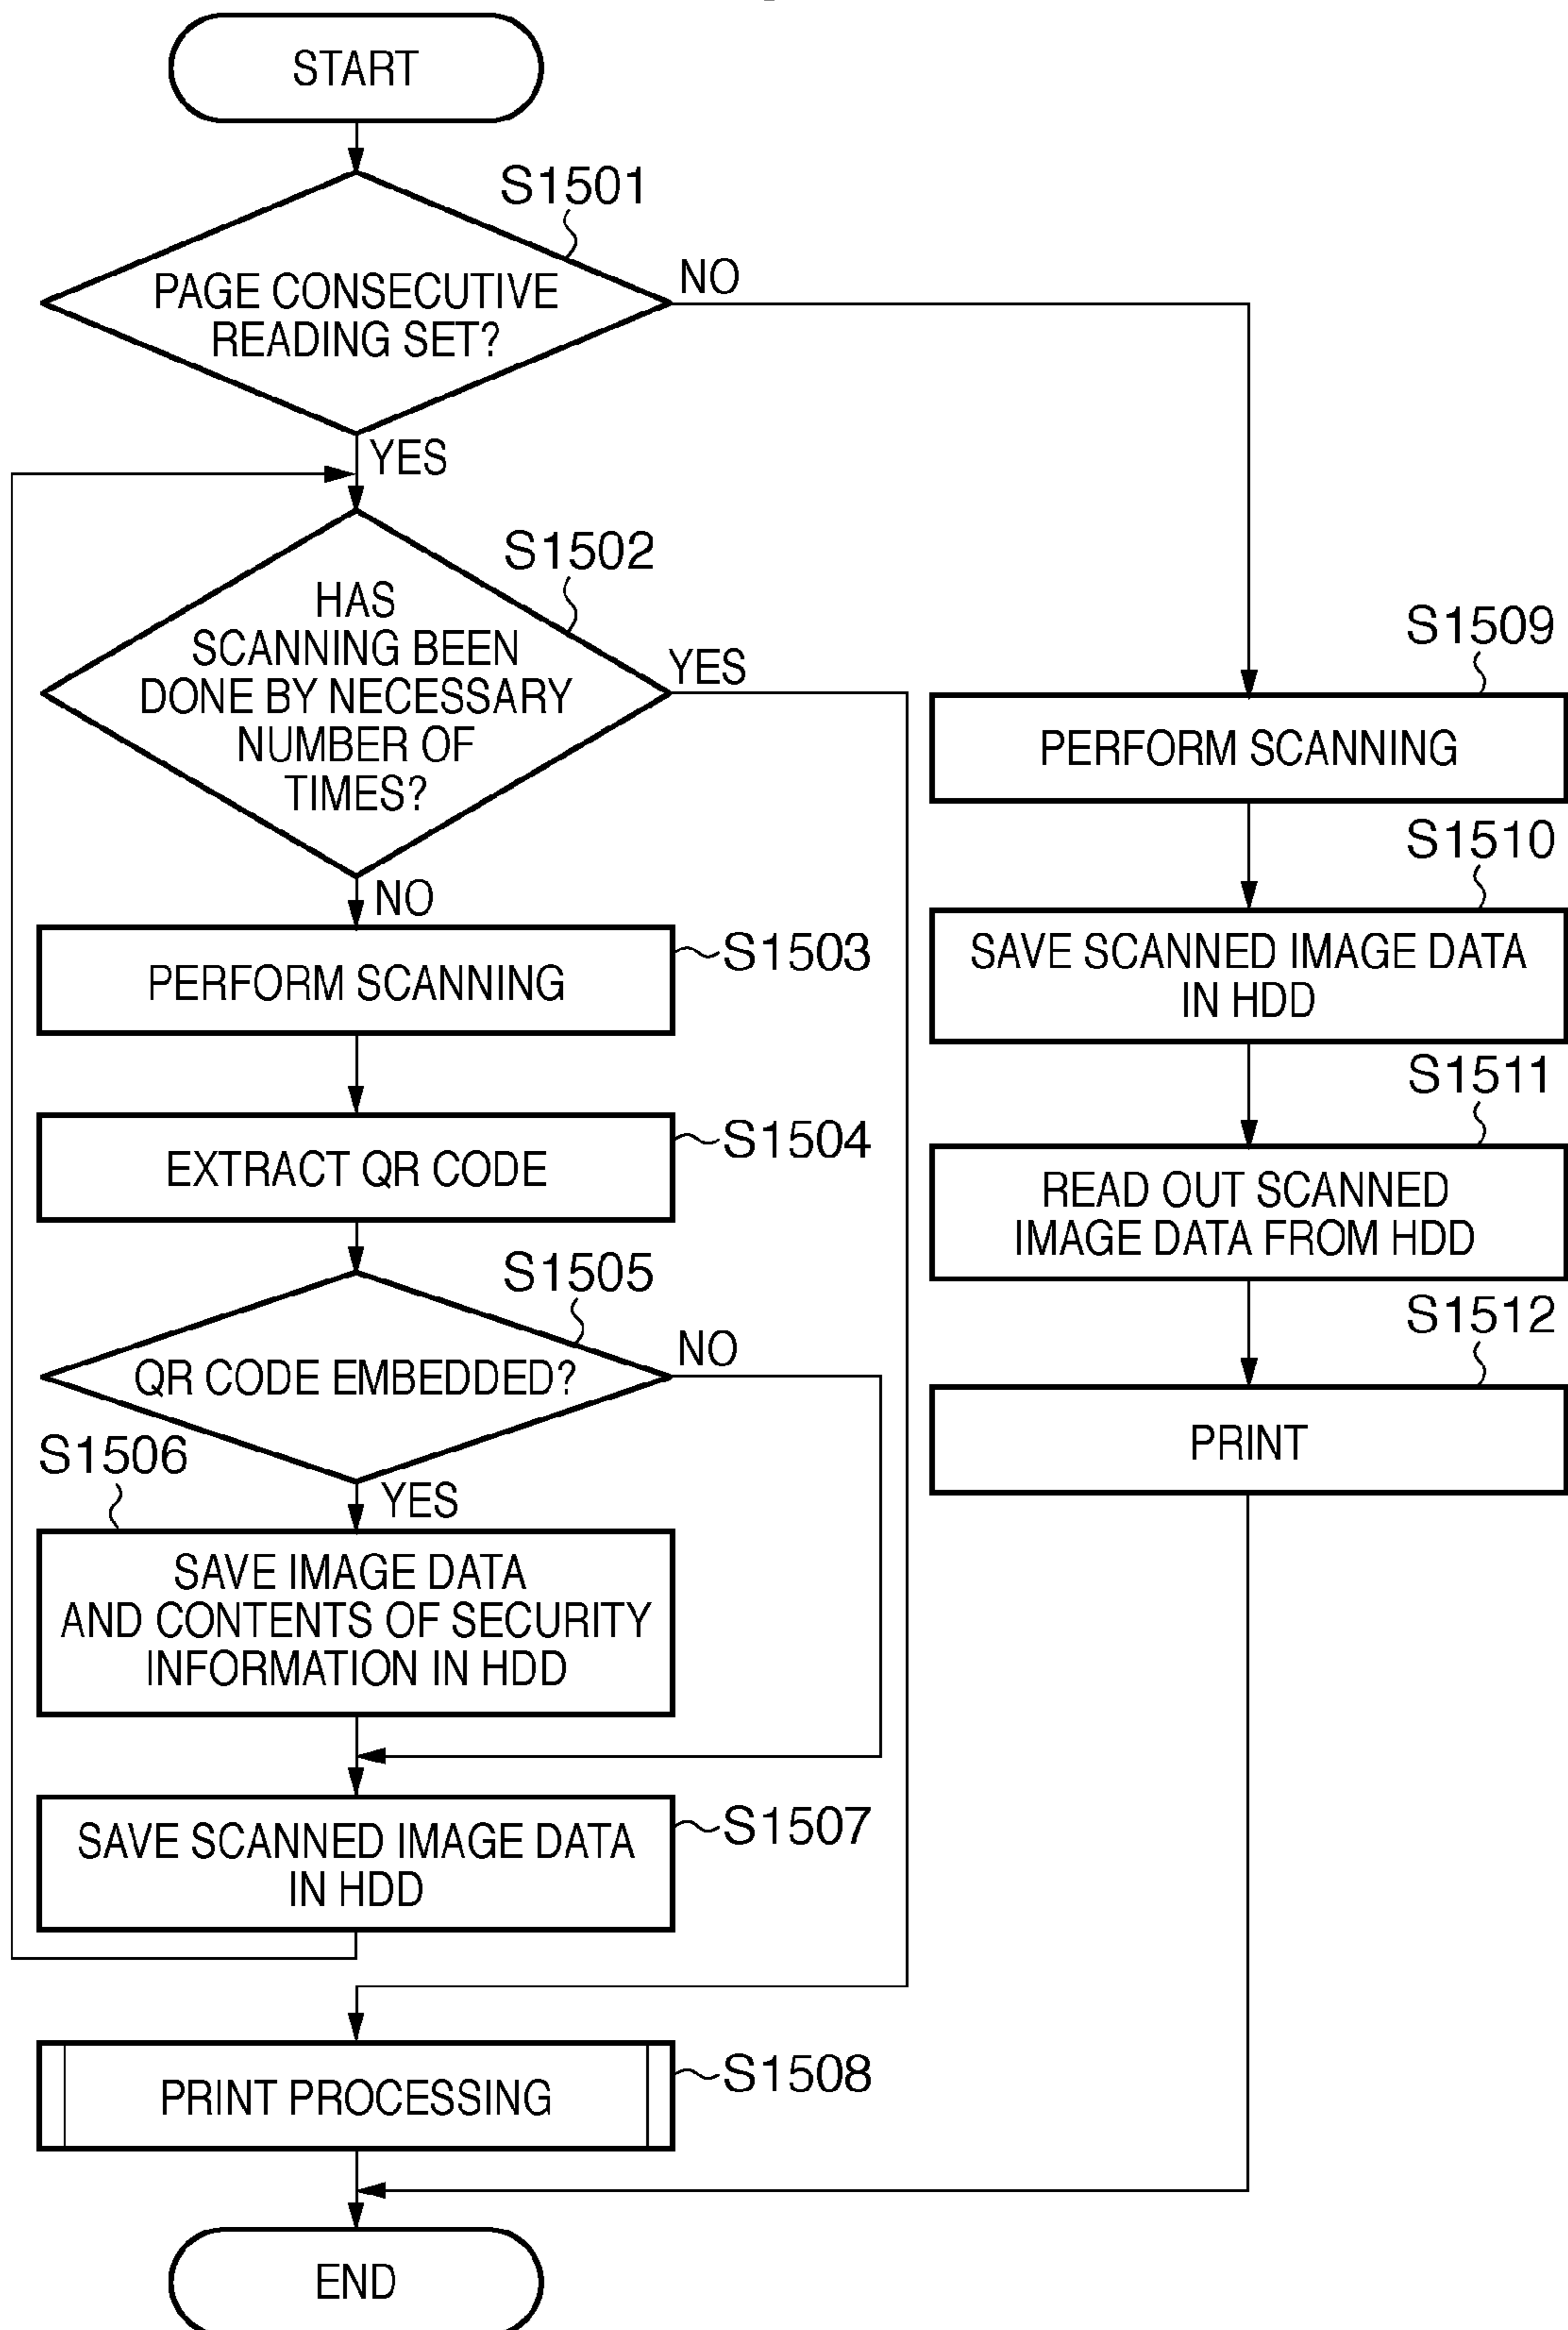 START
S1501
PAGE CONSECUTIVE
READING SET?
NO
YES
S1502
HAS
SCANNING BEEN
DONE BY NECESSARY
NUMBER OF
TIMES?
YES
NO
PERFORM SCANNING
S1503
EXTRACT QR CODE
S1504
S1505
QR CODE EMBEDDED?
NO
YES
S1506
SAVE IMAGE DATA
AND CONTENTS OF SECURITY
INFORMATION IN HDD
SAVE SCANNED IMAGE DATA
IN HDD
S1507
PRINT PROCESSING
S1508
S1509
PERFORM SCANNING
S1510
SAVE SCANNED IMAGE DATA
IN HDD
S1511
READ OUT SCANNED
IMAGE DATA FROM HDD
S1512
PRINT
END